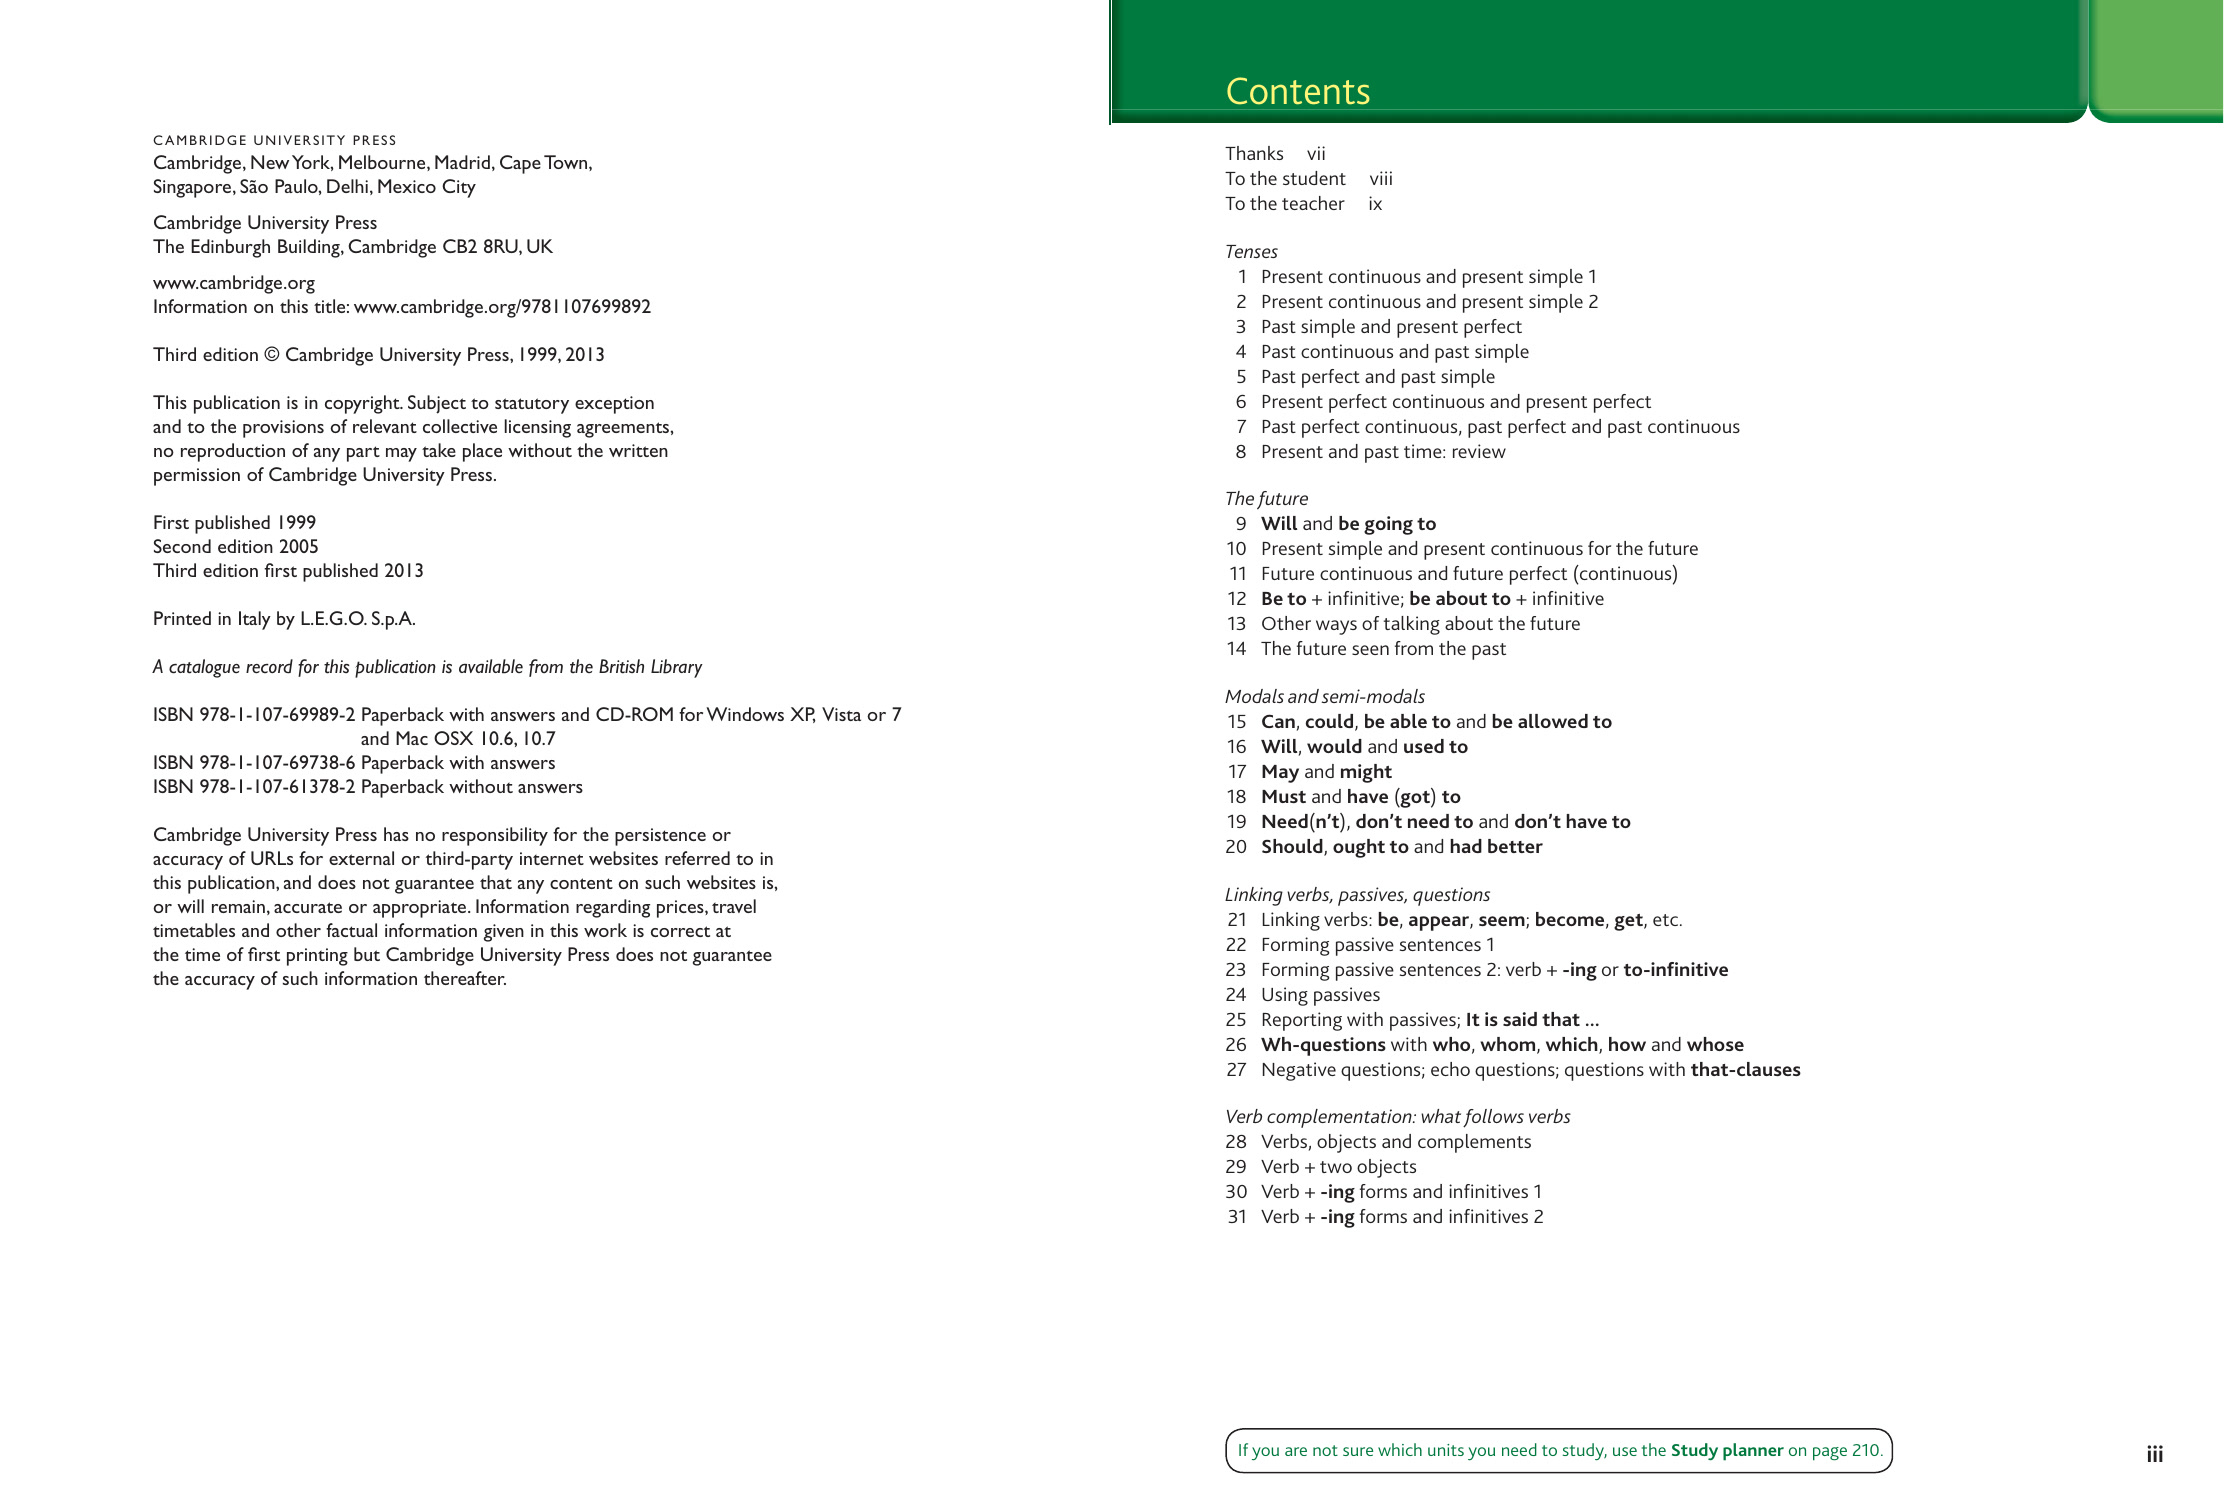 CAMBRIDGE UNIVERSITY PRESS
Cambridge, New York, Melbourne, Madrid, Cape Town,
Singapore, São Paulo, Delhi, Mexico City
Cambridge University Press
The Edinburgh Building, Cambridge CB2 8RU, UK
www.cambridge.org
Information on this title: www.cambridge.org/9781107699892
Third edition © Cambridge University Press, 1999, 2013
This publication is in copyright. Subject to statutory exception
and to the provisions of relevant collective licensing agreements,
no reproduction of any part may take place without the written
permission of Cambridge University Press.
First published 1999
Second edition 2005
Third edition first published 2013
Printed in Italy by L.E.G.O. S.p.A.
A catalogue record for this publication is available from the British Library
ISBN 978-1-107-69989-2 Paperback with answers and CD-ROM for Windows XP, Vista or 7
and Mac OSX 10.6, 10.7
ISBN 978-1-107-69738-6 Paperback with answers
ISBN 978-1-107-61378-2 Paperback without answers
Cambridge University Press has no responsibility for the persistence or
accuracy of URLs for external or third-party internet websites referred to in
this publication, and does not guarantee that any content on such websites is,
or will remain, accurate or appropriate. Information regarding prices, travel
timetables and other factual information given in this work is correct at
the time of first printing but Cambridge University Press does not guarantee
the accuracy of such information thereafter.
Contents
Thanks vii
To the student viii
To the teacher ix
Tenses
1 Present continuous and present simple 1
2 Present continuous and present simple 2
3 Past simple and present perfect
4 Past continuous and past simple
5 Past perfect and past simple
6 Present perfect continuous and present perfect
7 Past perfect continuous, past perfect and past continuous
8 Present and past time: review
The future
9 Will and be going to
10 Present simple and present continuous for the future
11 Future continuous and future perfect (continuous)
12 Be to + infinitive; be about to + infinitive
13 Other ways of talking about the future
14 The future seen from the past
Modals and semi-modals
15 Can, could, be able to and be allowed to
16 Will, would and used to
17 May and might
18 Must and have (got) to
19 Need(n't), don't need to and don't have to
20 Should, ought to and had better
Linking verbs, passives, questions
21 Linking verbs: be, appear, seem; become, get, etc.
22 Forming passive sentences 1
23 Forming passive sentences 2: verb + -ing or to-infinitive
24 Using passives
25 Reporting with passives; It is said that ...
26 Wh-questions with who, whom, which, how and whose
27 Negative questions; echo questions; questions with that-clauses
Verb complementation: what follows verbs
28 Verbs, objects and complements
29 Verb + two objects
30 Verb + -ing forms and infinitives 1
31 Verb + -ing forms and infinitives 2
If you are not sure which units you need to study, use the Study planner on page 210.
iii